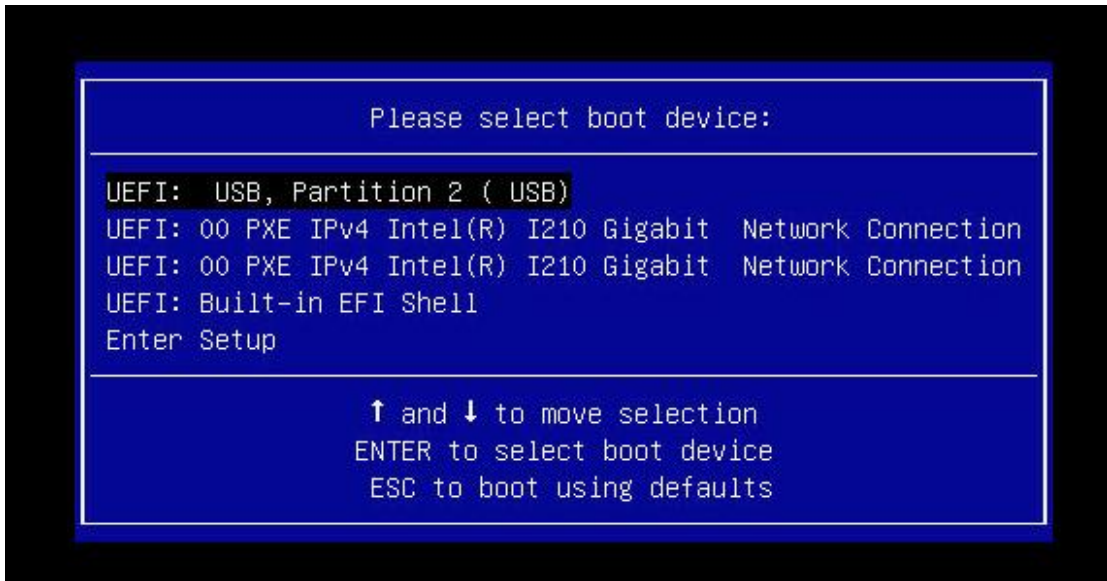 Please select boot device:
UEFI:  USB, Partition 2 ( USB)
UEFI: 00 PXE IPv4 Intel(R) I210 Gigabit  Network Connection
UEFI: 00 PXE IPv4 Intel(R) I210 Gigabit  Network Connection
UEFI: Built-in EFI Shell
Enter Setup
↑ and ↓ to move selection
ENTER to select boot device
ESC to boot using defaults